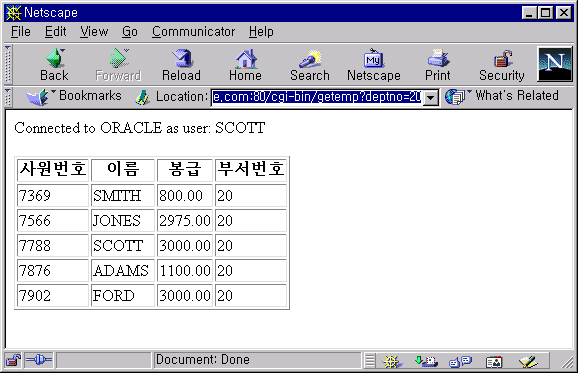 Netscape
File Edit View Go Communicator Help
Back Forward Reload Home Search Netscape Print Security
My
N
Bookmarks Location: e.com:80/cgi-bin/getemp?deptno=20 What's Related
Connected to ORACLE as user: SCOTT
사원번호 이름 봉급 부서번호
7369 SMITH 800.00 20
7566 JONES 2975.00 20
7788 SCOTT 3000.00 20
7876 ADAMS 1100.00 20
7902 FORD 3000.00 20
Document: Done